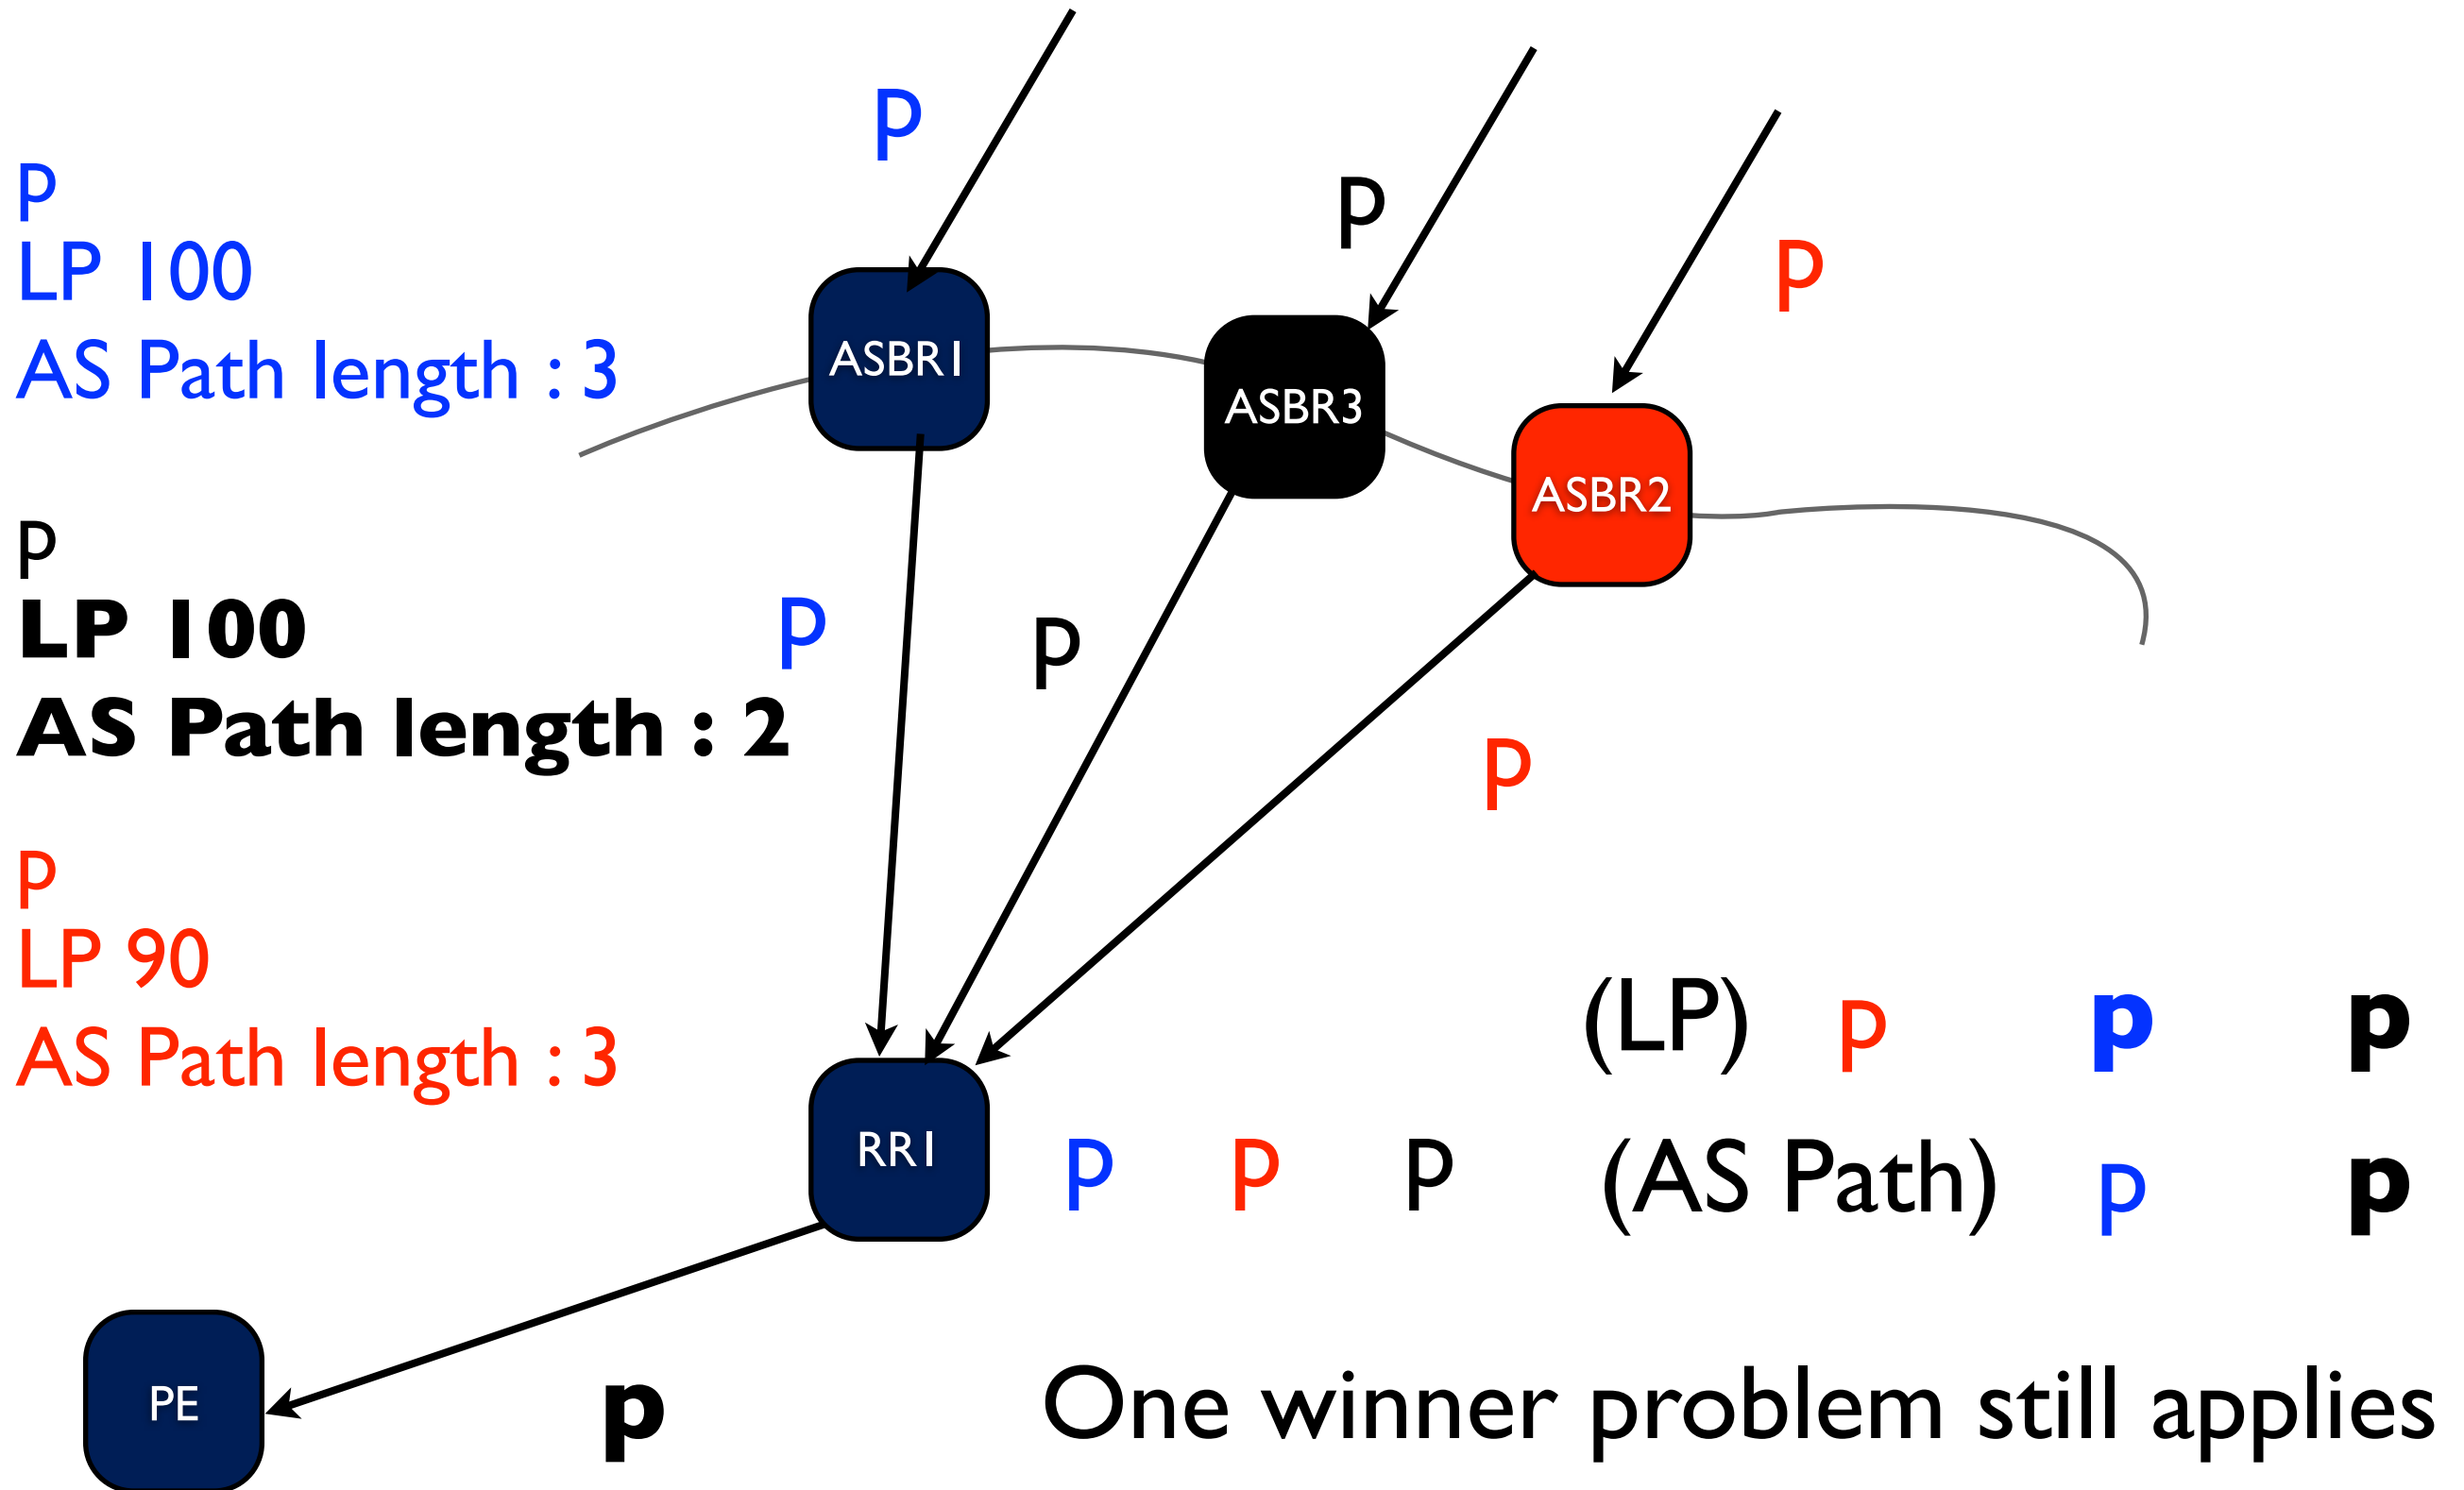 P
P
P
P
LP 100
AS Path length : 3
ASBR1
ASBR3
ASBR2
P
LP 100
AS Path length : 2
P
P
P
P
LP 90
AS Path length : 3
(LP) P P P
RR1
P P P
(AS Path) P P
PE
P
One winner problem still applies